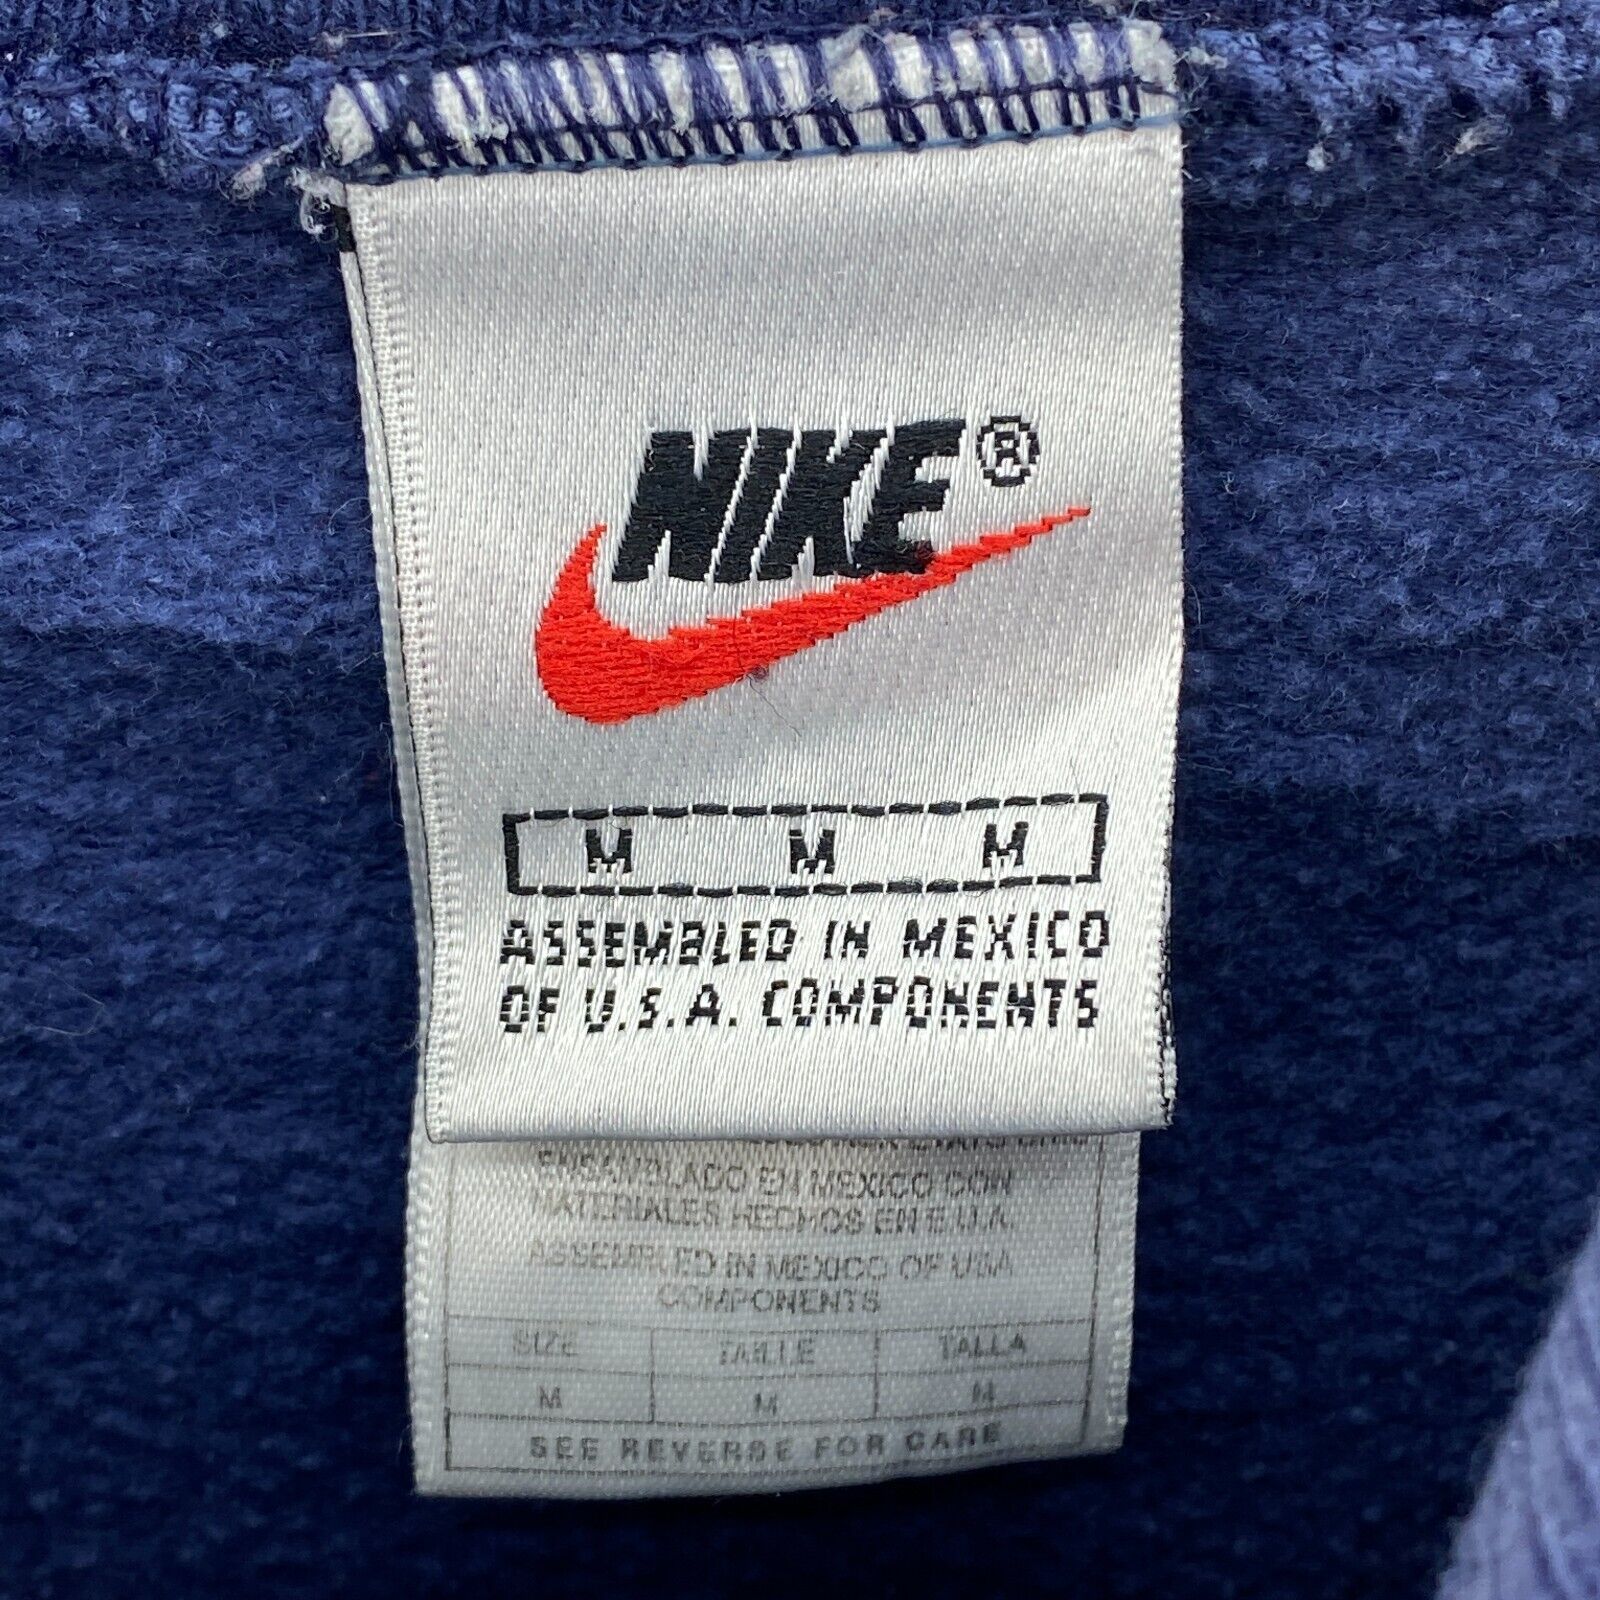 NIKE®
M M M
ASSEMBLED IN MEXICO
OF U.S.A. COMPONENTS
ENSAMBLADO EN MEXICO CON
MATERIALES HECHOS EN E.U.A.
ASSEMBLED IN MEXICO OF USA
COMPONENTS
SIZE TAILLE TALLA
M M M
SEE REVERSE FOR CARE